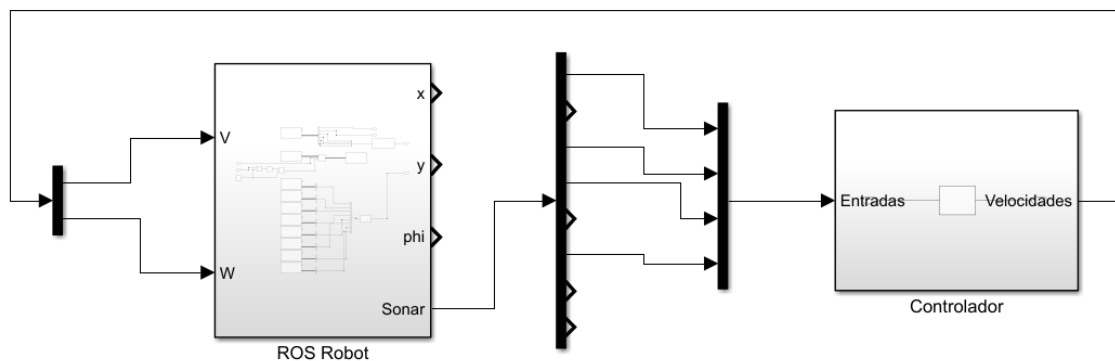 x
V
y
Entradas
Velocidades
phi
W
Sonar
Controlador
ROS Robot